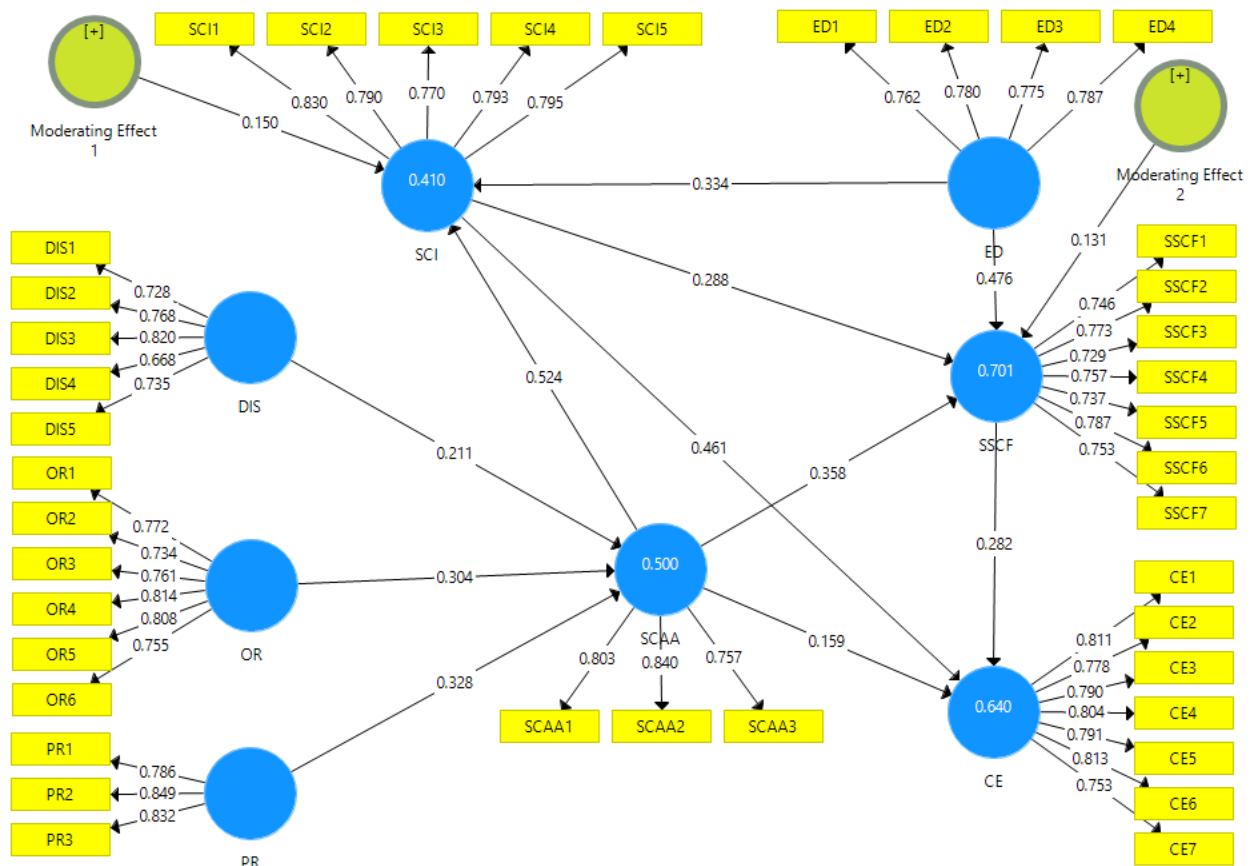 SCI1 SCI2 SCI3 SCI4 SCI5 ED1 ED2 ED3 ED4
[+] [+]
0.830 0.790 0.770 0.793 0.795 0.762 0.780 0.775 0.787
Moderating Effect
1
0.150
Moderating Effect
2
0.410
0.334
SCI
ED
0.131
0.476
0.288
DIS1
DIS2
DIS3
DIS4
DIS5
0.728
0.768
0.820
0.668
0.735
DIS
0.211
0.524
0.461
0.358
SSCF1
SSCF2
SSCF3
SSCF4
SSCF5
SSCF6
SSCF7
0.746
0.773
0.729
0.757
0.737
0.787
0.753
0.701
SSCF
OR1
OR2
OR3
OR4
OR5
OR6
0.772
0.734
0.761
0.814
0.808
0.755
OR
0.304
0.500
SCAA
0.282
0.159
0.803 0.840 0.757
SCAA1 SCAA2 SCAA3
0.328
PR1
PR2
PR3
0.786
0.849
0.832
PR
0.640
CE
0.811
0.778
0.790
0.804
0.791
0.813
0.753
CE1
CE2
CE3
CE4
CE5
CE6
CE7